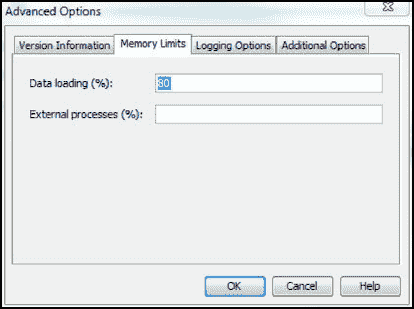 Advanced Options
Version Information Memory Limits Logging Options Additional Options
Data loading (%): 80
External processes (%):
OK Cancel Help